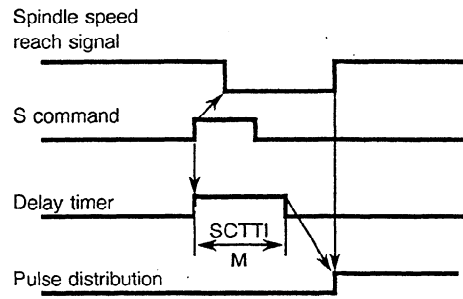 Spindle speed
reach signal
S command
Delay timer
SCTTI
M
Pulse distribution